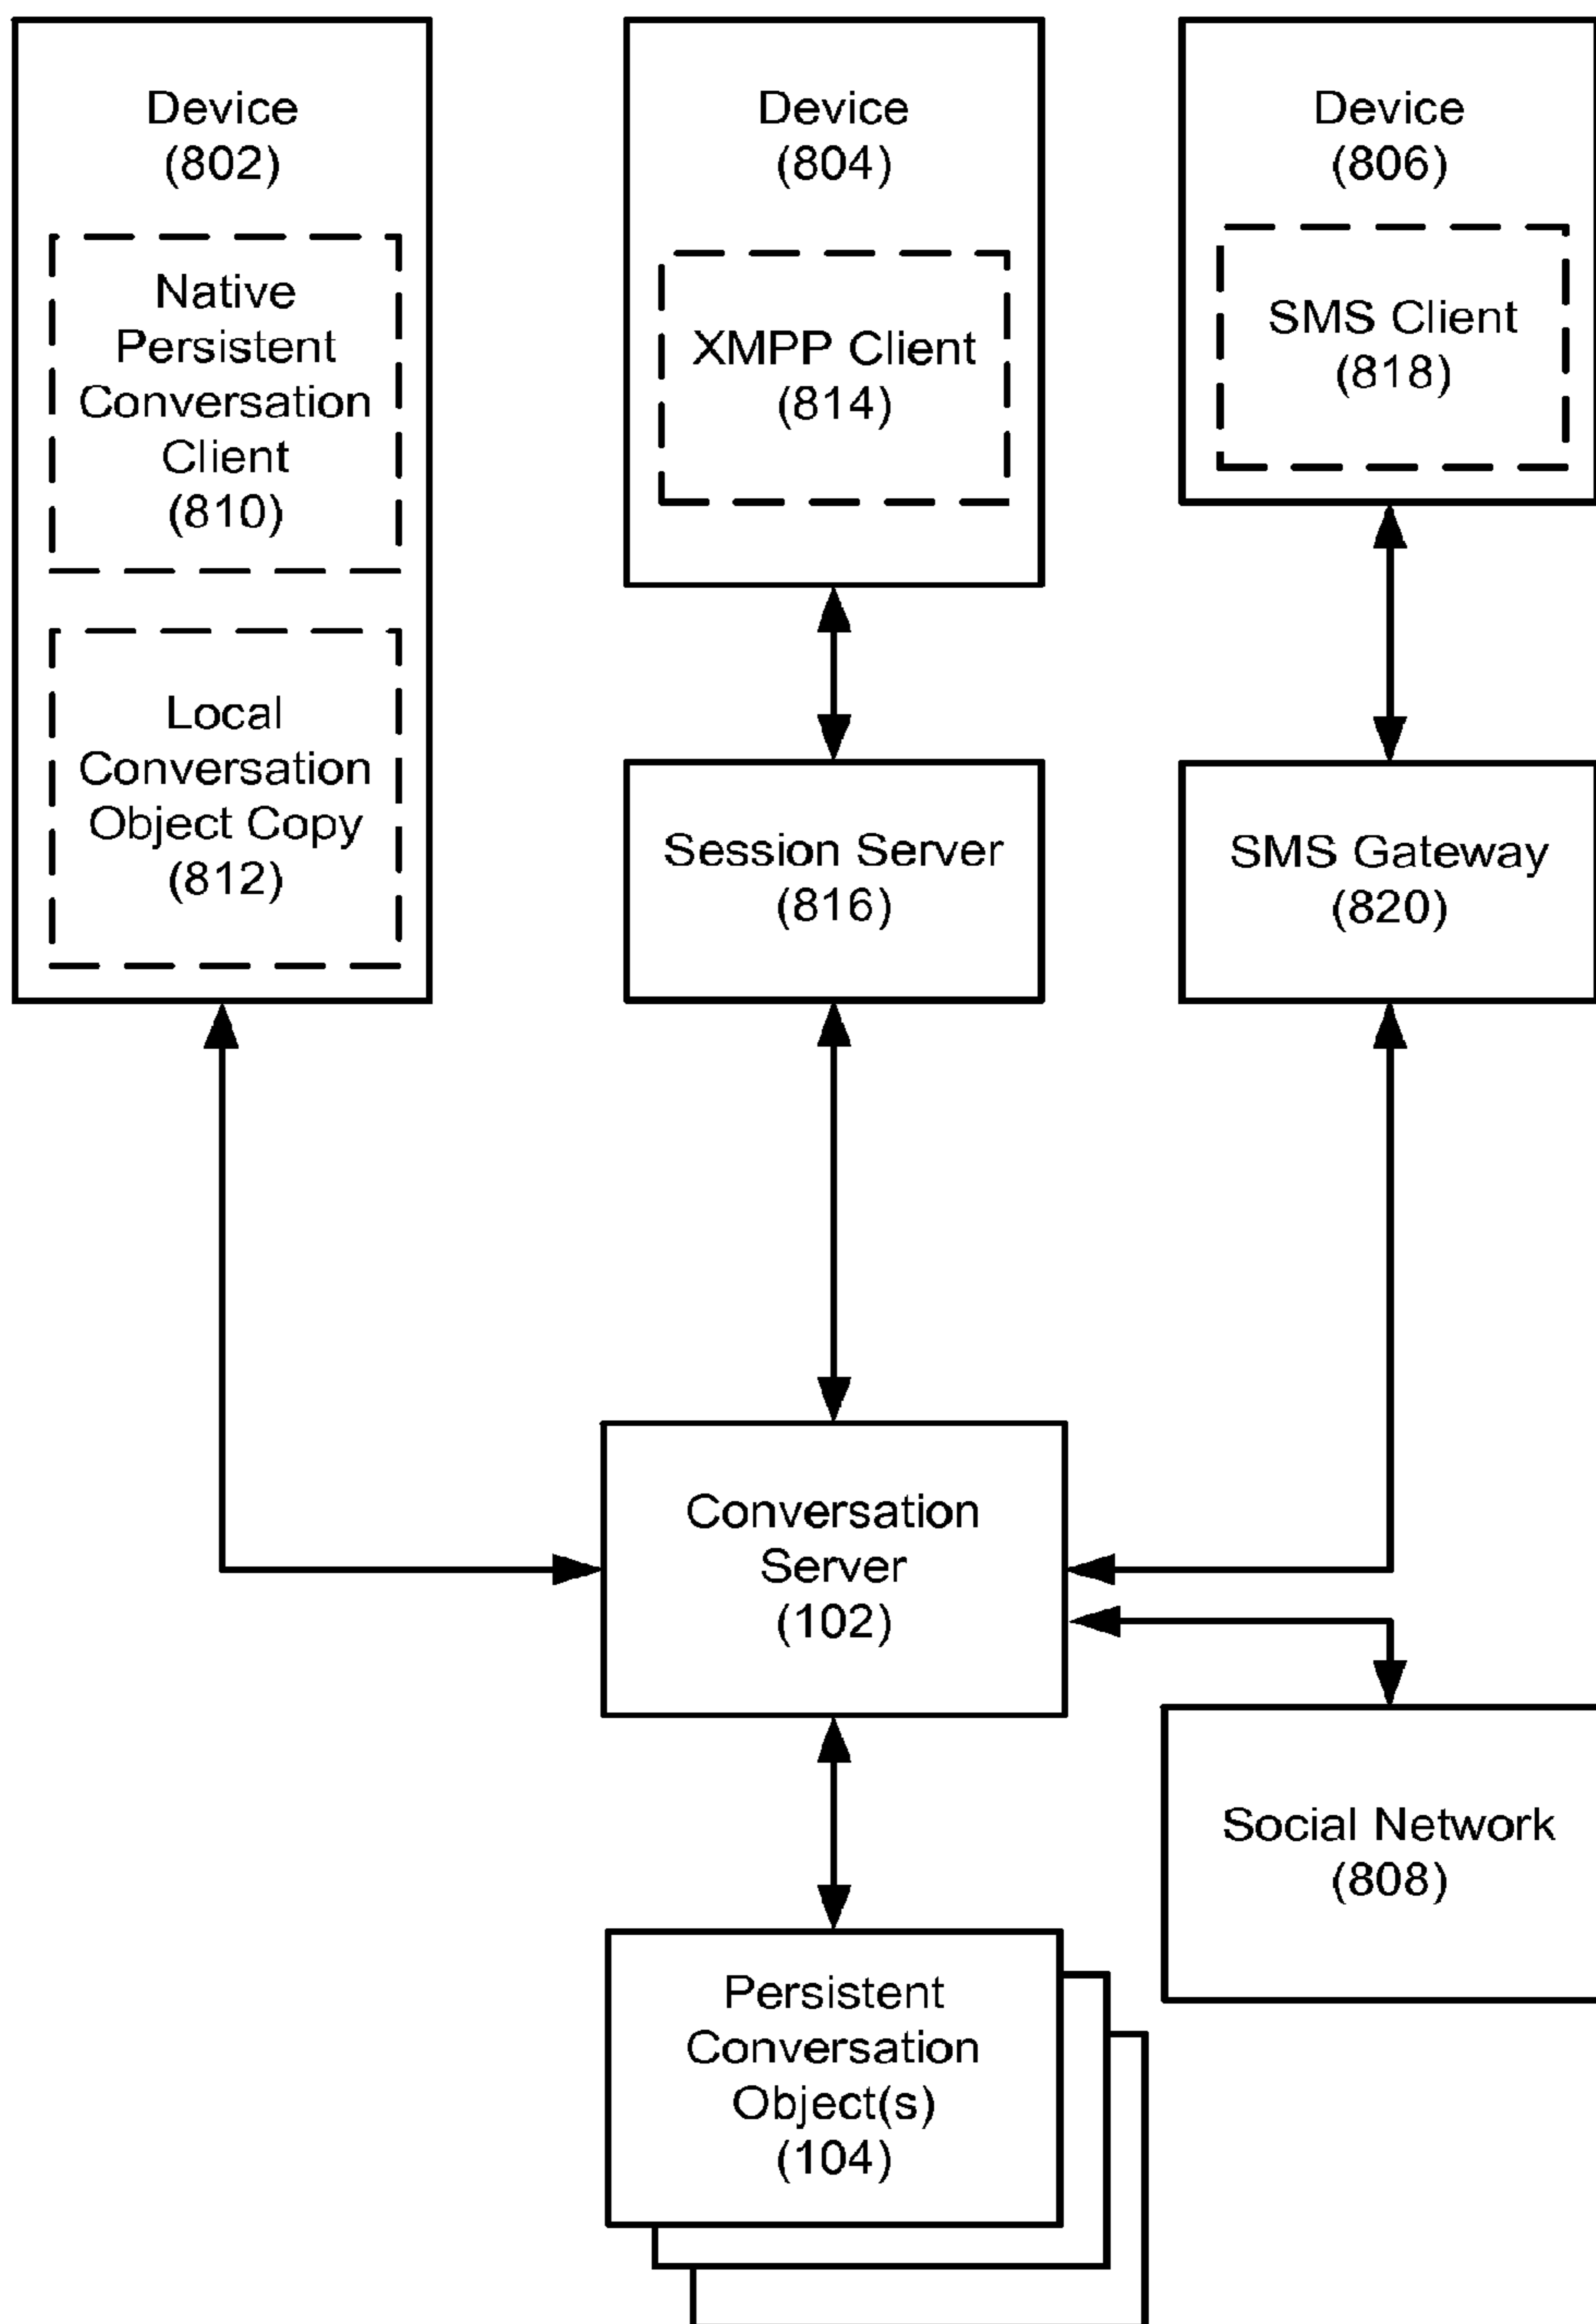 Device
(802)
Native
Persistent
Conversation
Client
(810)
Local
Conversation
Object Copy
(812)
Device
(804)
XMPP Client
(814)
Session Server
(816)
Device
(806)
SMS Client
(818)
SMS Gateway
(820)
Conversation
Server
(102)
Social Network
(808)
Persistent
Conversation
Object(s)
(104)